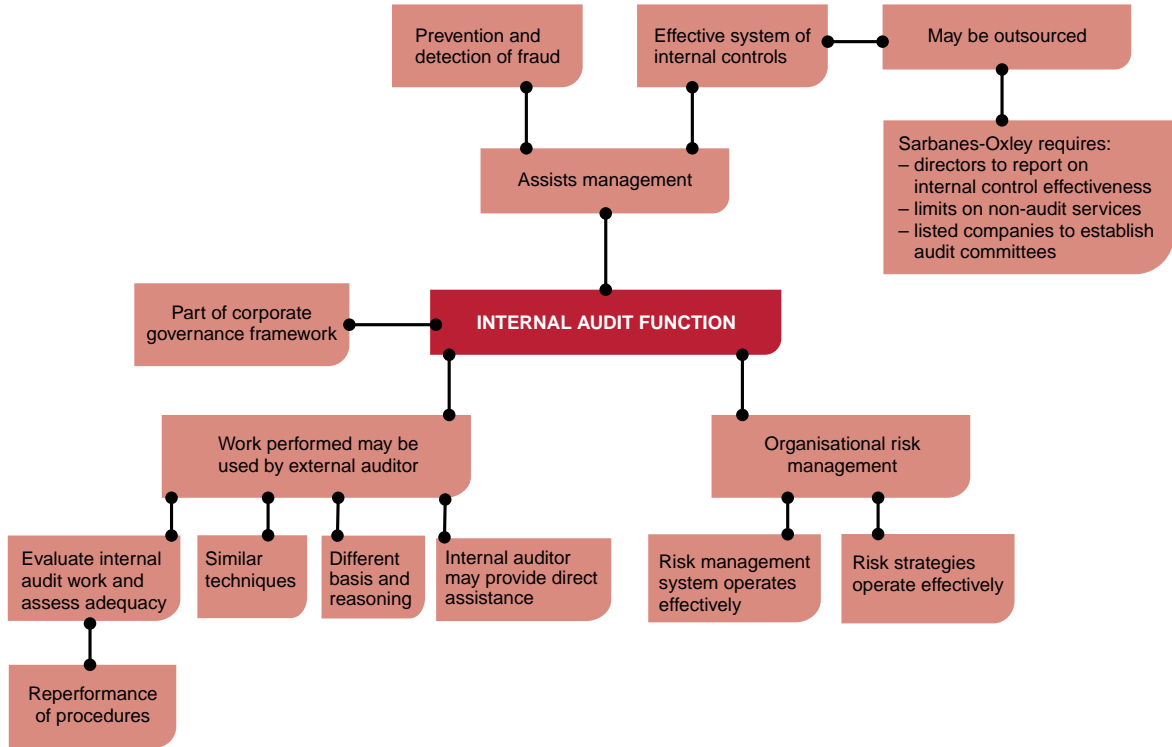 Prevention and
detection of fraud
Effective system of
internal controls
May be outsourced
Sarbanes-Oxley requires:
– directors to report on
internal control effectiveness
– limits on non-audit services
– listed companies to establish
audit committees
Assists management
Part of corporate
governance framework
INTERNAL AUDIT FUNCTION
Work performed may be
used by external auditor
Organisational risk
management
Evaluate internal
audit work and
assess adequacy
Similar
techniques
Different
basis and
reasoning
Internal auditor
may provide direct
assistance
Risk management
system operates
effectively
Risk strategies
operate effectively
Reperformance
of procedures